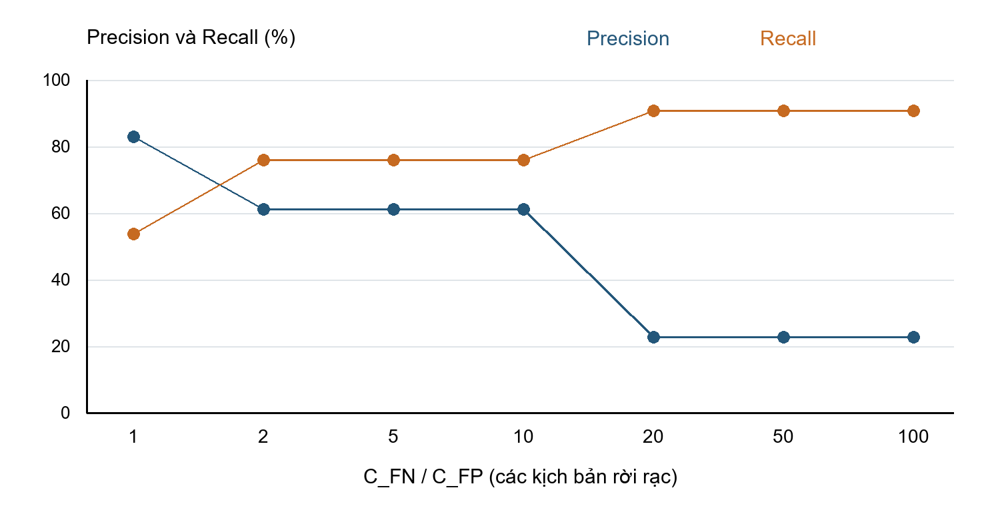 Precision và Recall (%)
Precision
Recall
100
80
60
40
20
0
1 2 5 10 20 50 100
C_FN / C_FP (các kịch bản rời rạc)